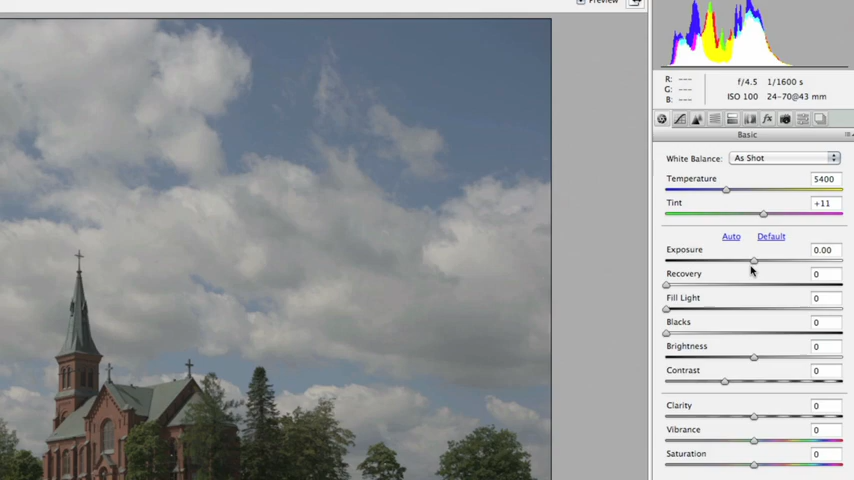 Preview
R: ---
G: ---
B: ---
f/4.5 1/1600 s
ISO 100 24-70@43 mm
fx
Basic
White Balance: As Shot
Temperature 5400
Tint +11
Auto Default
Exposure 0.00
Recovery 0
Fill Light 0
Blacks 0
Brightness 0
Contrast 0
Clarity 0
Vibrance 0
Saturation 0